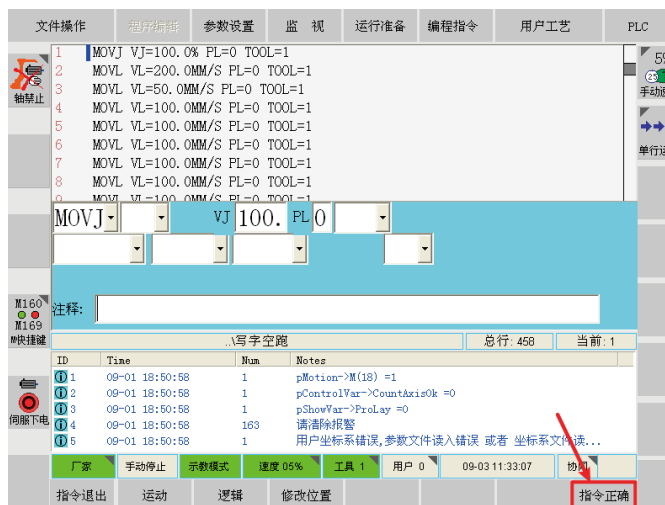 文件操作 程序编辑 参数设置 监 视 运行准备 编程指令 用户工艺 PLC
1 MOVJ VJ=100.0% PL=0 TOOL=1
2 MOVL VL=200.0MM/S PL=0 TOOL=1
3 MOVL VL=50.0MM/S PL=0 TOOL=1
4 MOVL VL=100.0MM/S PL=0 TOOL=1
5 MOVL VL=100.0MM/S PL=0 TOOL=1
6 MOVL VL=100.0MM/S PL=0 TOOL=1
7 MOVL VL=100.0MM/S PL=0 TOOL=1
8 MOVL VL=100.0MM/S PL=0 TOOL=1
9 MOVL VL=100.0MM/S PL=0 TOOL=1
轴禁止
手动速
单行运
MOVJ VJ 100. PL 0
注释:
M160
M169
M快捷键
伺服下电
..\写字空跑 总行: 458 当前: 1
ID Time Num Notes
1 09-01 18:50:58 1 pMotion->M(18) =1
2 09-01 18:50:58 1 pControlVar->CountAxisOk =0
3 09-01 18:50:58 1 pShowVar->ProLay =0
4 09-01 18:50:58 163 请清除报警
5 09-01 18:50:58 1 用户坐标系错误,参数文件读入错误 或者 坐标系文件读...
厂家 手动停止 示教模式 速度 05% 工具 1 用户 0 09-03 11:33:07
指令退出 运动 逻辑 修改位置 指令正确